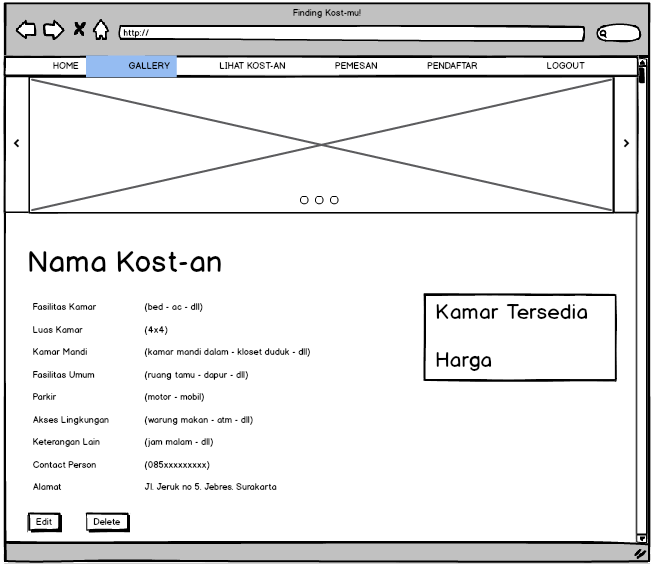 Finding Kost-mu!
http://
HOME GALLERY LIHAT KOST-AN PEMESAN PENDAFTAR LOGOUT
Nama Kost-an
Fasilitas Kamar (bed - ac - dll)
Luas Kamar (4x4)
Kamar Mandi (kamar mandi dalam - kloset duduk - dll)
Fasilitas Umum (ruang tamu - dapur - dll)
Parkir (motor - mobil)
Akses Lingkungan (warung makan - atm - dll)
Keterangan Lain (jam malam - dll)
Contact Person (085xxxxxxxxx)
Alamat Jl. Jeruk no 5. Jebres. Surakarta
Kamar Tersedia
Harga
Edit Delete